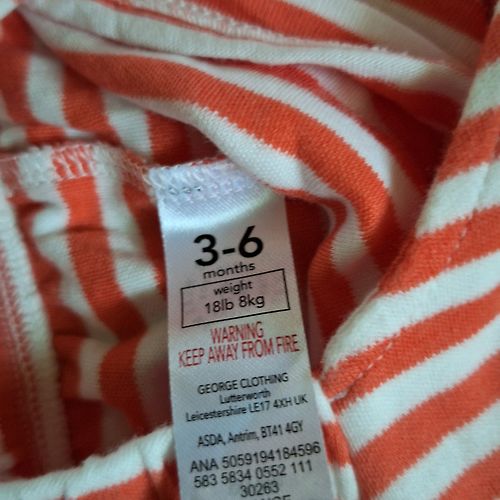 3-6
months
weight
18lb 8kg
WARNING
KEEP AWAY FROM FIRE
GEORGE CLOTHING
Lutterworth
Leicestershire LE17 4XH UK
ASDA, Antrim, BT41 4GY
ANA 5059194184596
583 5834 0552 111
30263